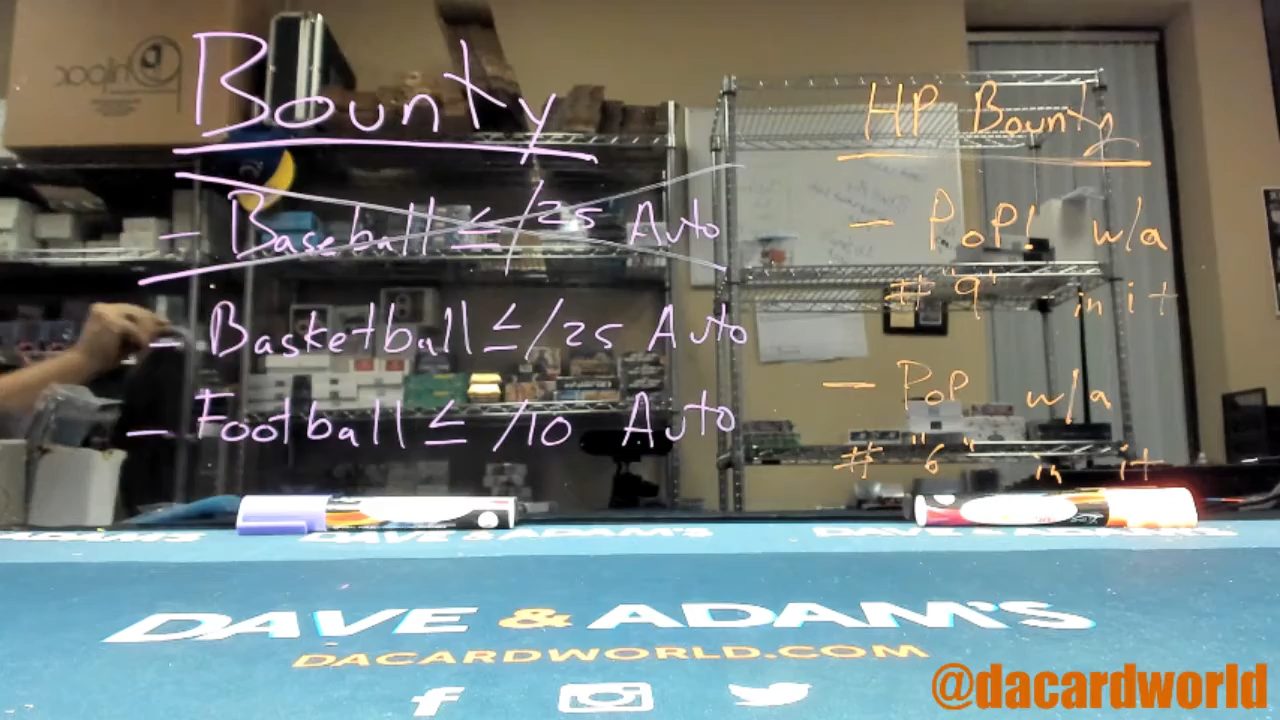 Bounty
- Baseball ≤ /25 Auto
- Basketball ≤ /25 Auto
- Football ≤ /10 Auto
HP Bounty
- PoP! w/a
# "9" in it
- PoP w/a
# "6" in it
ADAM'S
DAVE & ADAM'S
DAVE & ADAM'S
DAVE & ADAM'S
DACARDWORLD.COM
@dacardworld